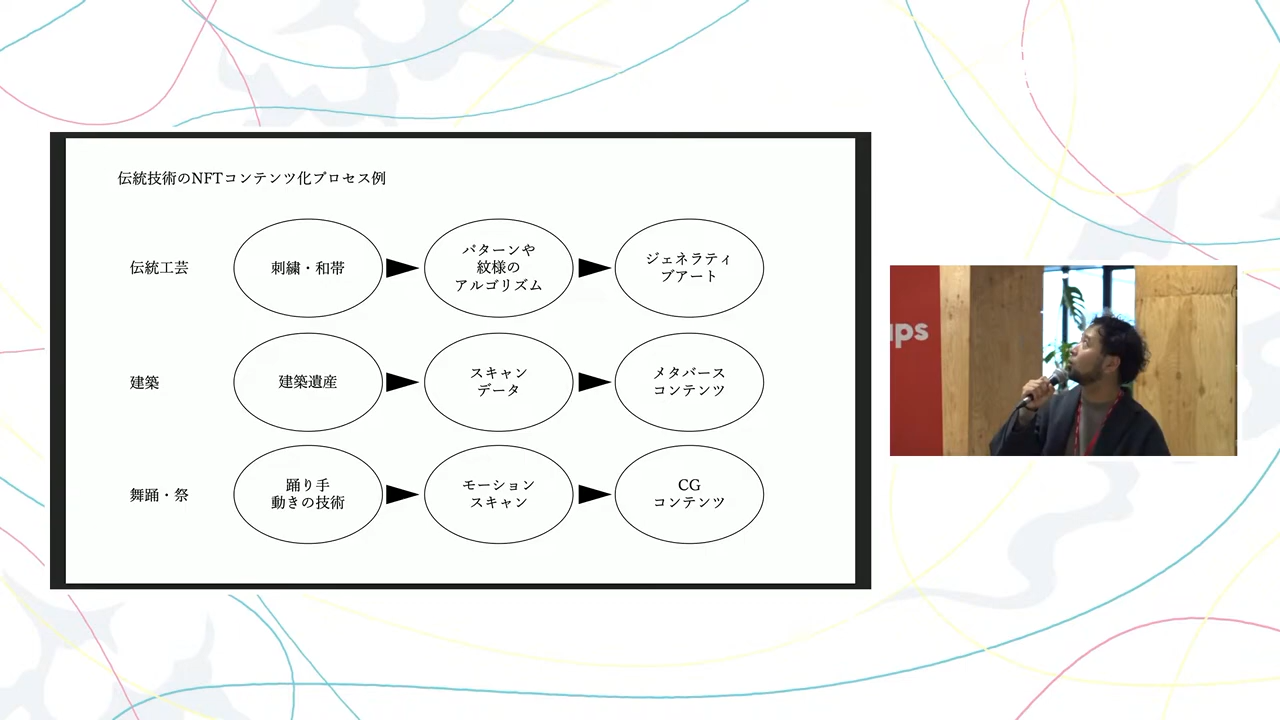 伝統技術のNFTコンテンツ化プロセス例
伝統工芸
刺繍・和帯
パターンや
紋様の
アルゴリズム
ジェネラティ
ブアート
建築
建築遺産
スキャン
データ
メタバース
コンテンツ
舞踊・祭
踊り手
動きの技術
モーション
スキャン
CG
コンテンツ
ups